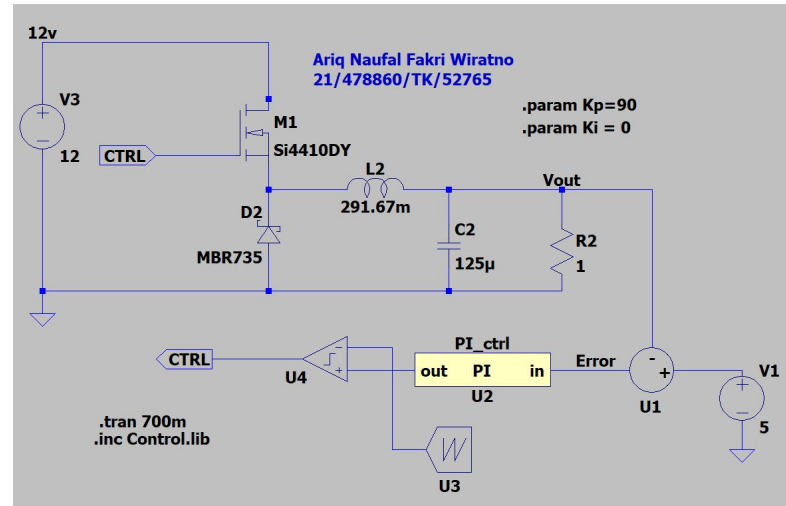 12v
Ariq Naufal Fakri Wiratno
21/478860/TK/52765
V3
12
CTRL
M1
Si4410DY
.param Kp=90
.param Ki = 0
L2
291.67m
Vout
D2
MBR735
C2
125µ
R2
1
CTRL
U4
PI_ctrl
out PI in
U2
Error
-
+
U1
V1
5
.tran 700m
.inc Control.lib
U3